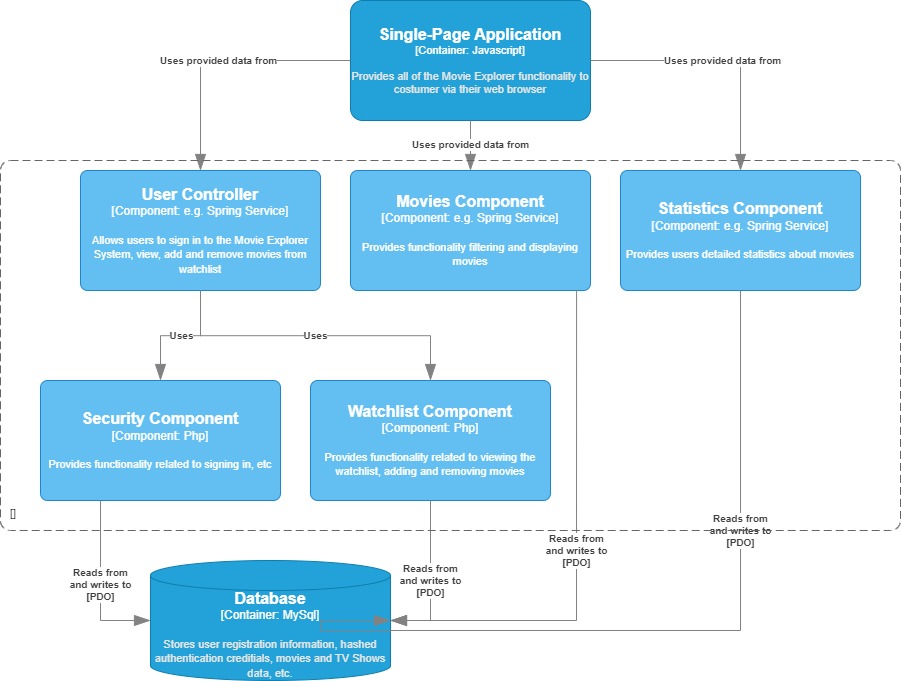 Single-Page Application
[Container: Javascript]
Provides all of the Movie Explorer functionality to
costumer via their web browser
Uses provided data from
Uses provided data from
Uses provided data from
User Controller
[Component: e.g. Spring Service]
Allows users to sign in to the Movie Explorer
System, view, add and remove movies from
watchlist
Movies Component
[Component: e.g. Spring Service]
Provides functionality filtering and displaying
movies
Statistics Component
[Component: e.g. Spring Service]
Provides users detailed statistics about movies
Uses
Uses
Security Component
[Component: Php]
Provides functionality related to signing in, etc
Watchlist Component
[Component: Php]
Provides functionality related to viewing the
watchlist, adding and removing movies
[]
Reads from
and writes to
[PDO]
Reads from
and writes to
[PDO]
Reads from
and writes to
[PDO]
Reads from
and writes to
[PDO]
Database
[Container: MySql]
Stores user registration information, hashed
authentication creditials, movies and TV Shows
data, etc.